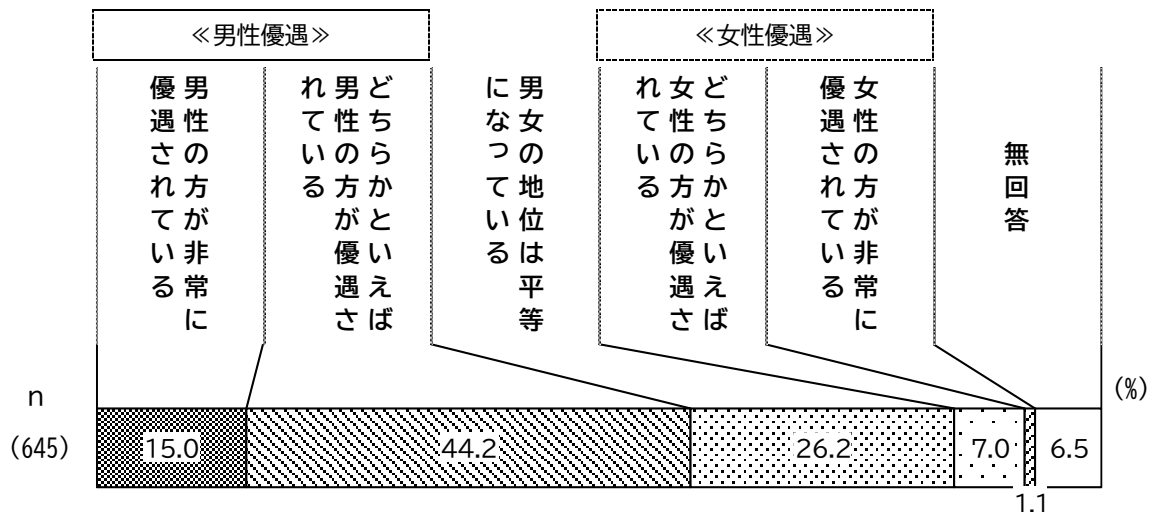 ≪男性優遇≫
≪女性優遇≫
男性の方が非常に
優遇されている
どちらかといえば
男性の方が優遇さ
れている
男女の地位は平等
になっている
どちらかといえば
女性の方が優遇さ
れている
女性の方が非常に
優遇されている
無回答
n
(%)
(645)
15.0
44.2
26.2
7.0
6.5
1.1